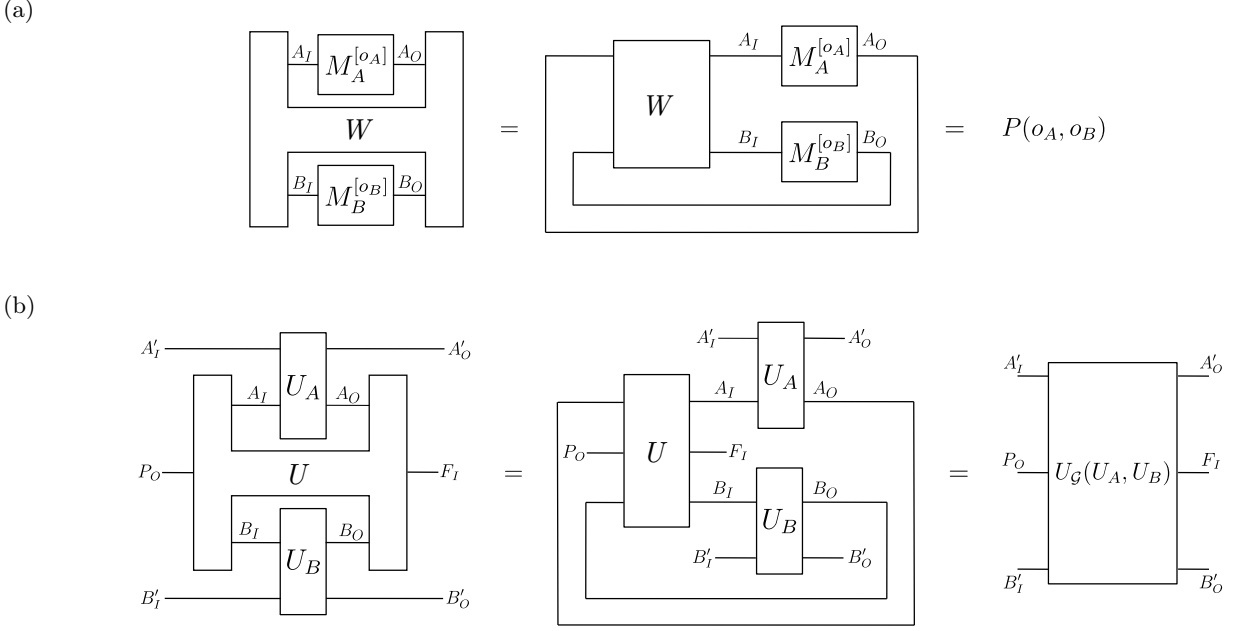 (a)
A_I M_A^{[o_A]} A_O
W
B_I M_B^{[o_B]} B_O
=
W
A_I M_A^{[o_A]} A_O
B_I M_B^{[o_B]} B_O
= P(o_A, o_B)
(b)
A'_I A'_O
A_I U_A A_O
P_O U F_I
B_I U_B B_O
B'_I B'_O
=
A'_I U_A A'_O
A_I A_O
P_O U F_I
B_I U_B B_O
B'_I B'_O
=
A'_I A'_O
P_O U_𝒢(U_A, U_B) F_I
B'_I B'_O